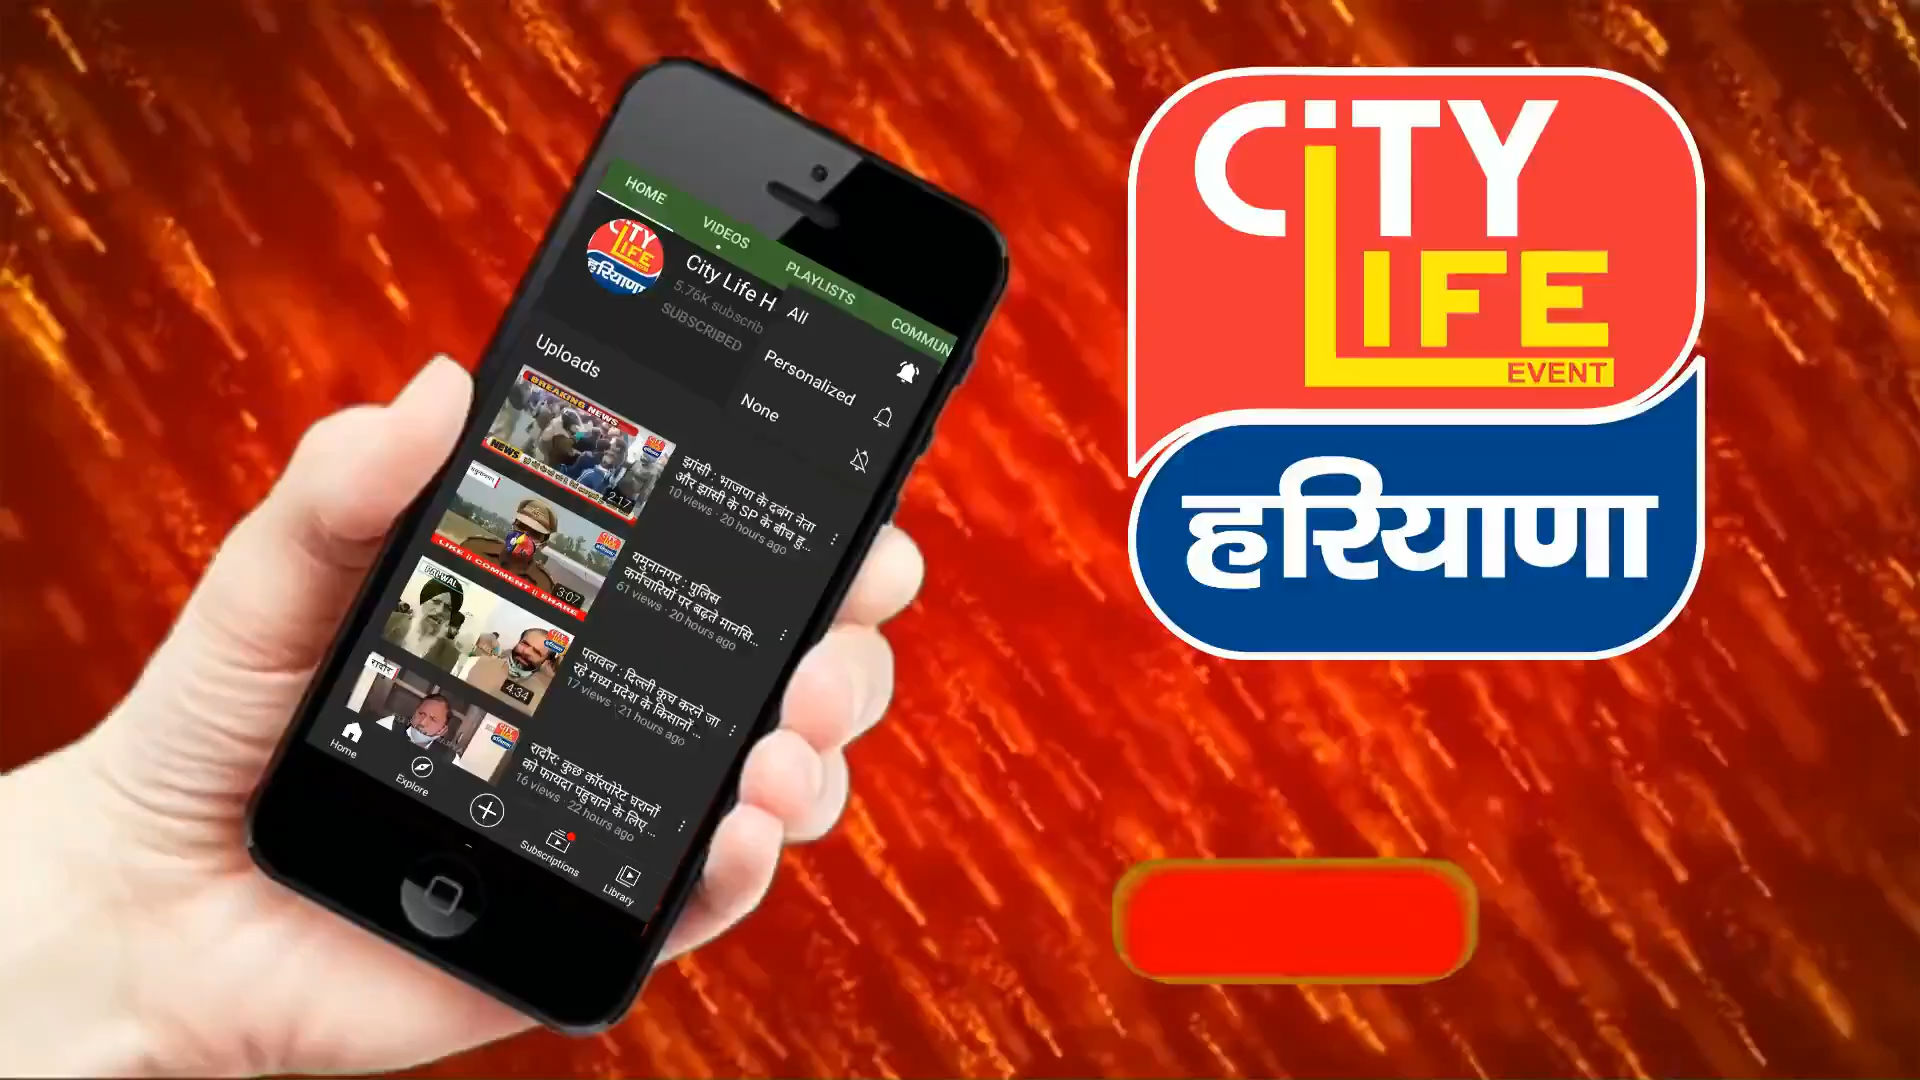 HOME
VIDEOS
PLAYLISTS
COMMUN
CiTY
LIFE
हरियाणा
City Life H
5.76K subscrib
SUBSCRIBED
All
Personalized
None
Uploads
BREAKING NEWS
NEWS
2:17
झांसी : भाजपा के दबंग नेता
और झांसी के SP के बीच हु...
10 views · 20 hours ago
LIKE || COMMENT || SHARE
3:07
यमुनानगर : पुलिस
कर्मचारियों पर बढ़ते मानसि...
61 views · 20 hours ago
PALWAL
4:34
पलवल : दिल्ली कूच करने जा
रहे मध्य प्रदेश के किसानों ...
17 views · 21 hours ago
रादौर
रादौर: कुछ कॉरपोरेट घरानों
को फायदा पंहुचाने के लिए ...
16 views · 22 hours ago
Home
Explore
Subscriptions
Library
CiTY
LIFE
EVENT
हरियाणा